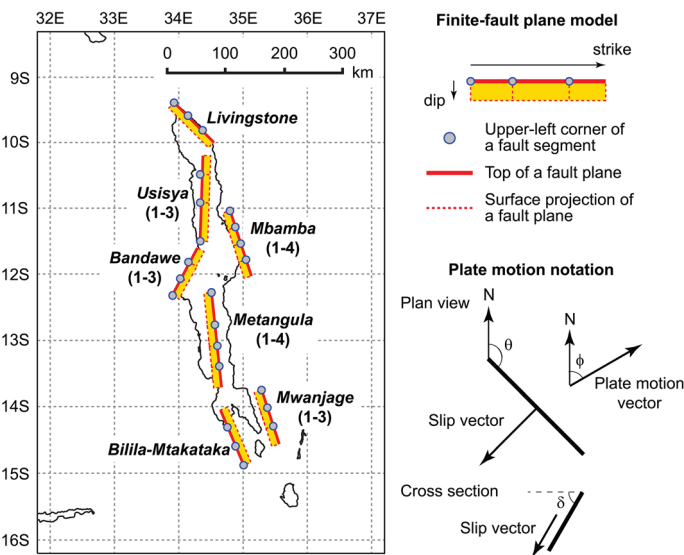 32E 34E 35E 36E 37E
9S
10S
11S
12S
13S
14S
15S
16S
0 100 200 300
km
Livingstone
Usisya
(1-3)
Mbamba
(1-4)
Bandawe
(1-3)
Metangula
(1-4)
Mwanjage
(1-3)
Bilila-Mtakataka
Finite-fault plane model
strike
dip
Upper-left corner of
a fault segment
Top of a fault plane
Surface projection of
a fault plane
Plate motion notation
Plan view
N
θ
N
ϕ
Plate motion
vector
Slip vector
Cross section
δ
Slip vector